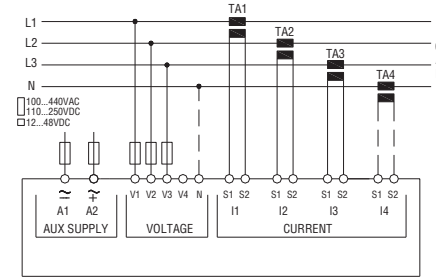 TA1
L1
TA2
L2
TA3
L3
TA4
N
100...440VAC
110...250VDC
12...48VDC
V1 V2 V3 V4 N S1 S2 S1 S2 S1 S2 S1 S2
A1 A2 I1 I2 I3 I4
AUX SUPPLY VOLTAGE CURRENT